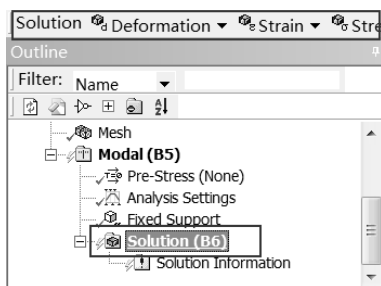 Solution Deformation Strain Stre
Outline
Filter: Name
Mesh
Modal (B5)
Pre-Stress (None)
Analysis Settings
Fixed Support
Solution (B6)
Solution Information